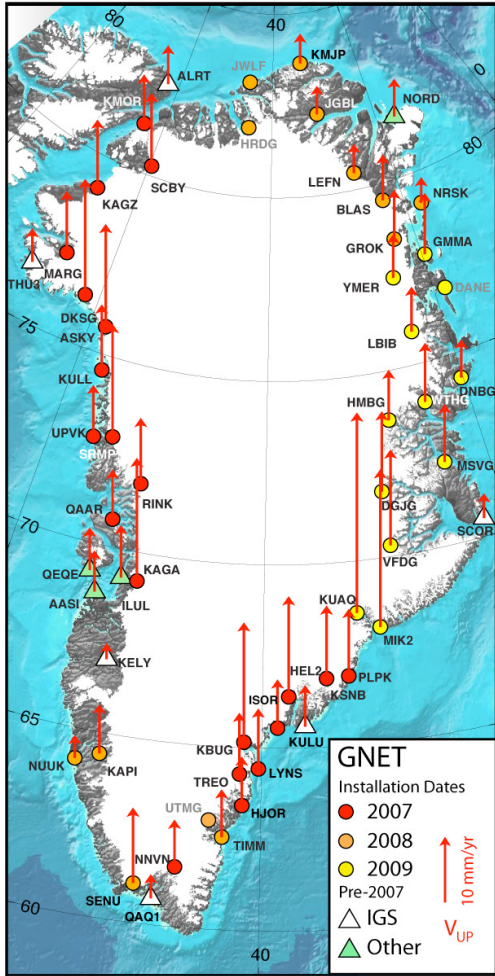 80
40
0
KMJP
ALRT
JWLF
KMOR
JGBL
NORD
HRDG
80
SCBY
LEFN
KAGZ
NRSK
BLAS
MARG
GROK
GMMA
THU3
YMER
DANE
DKSG
75
ASKY
LBIB
KULL
DNBG
HMBG
WTHG
UPVK
SRMP
MSVG
RINK
QAAR
DGJG
SCOR
70
VFDG
QEQE
KAGA
AASI
ILUL
KUAQ
MIK2
KELY
HEL2
PLPK
ISOR
KSNB
65
KULU
KBUG
NUUK
KAPI
TREO
LYNS
UTMG
HJOR
TIMM
NNVN
SENU
QAQ1
60
40
GNET
Installation Dates
2007
2008
2009
Pre-2007
IGS
Other
10 mm/yr
VUP